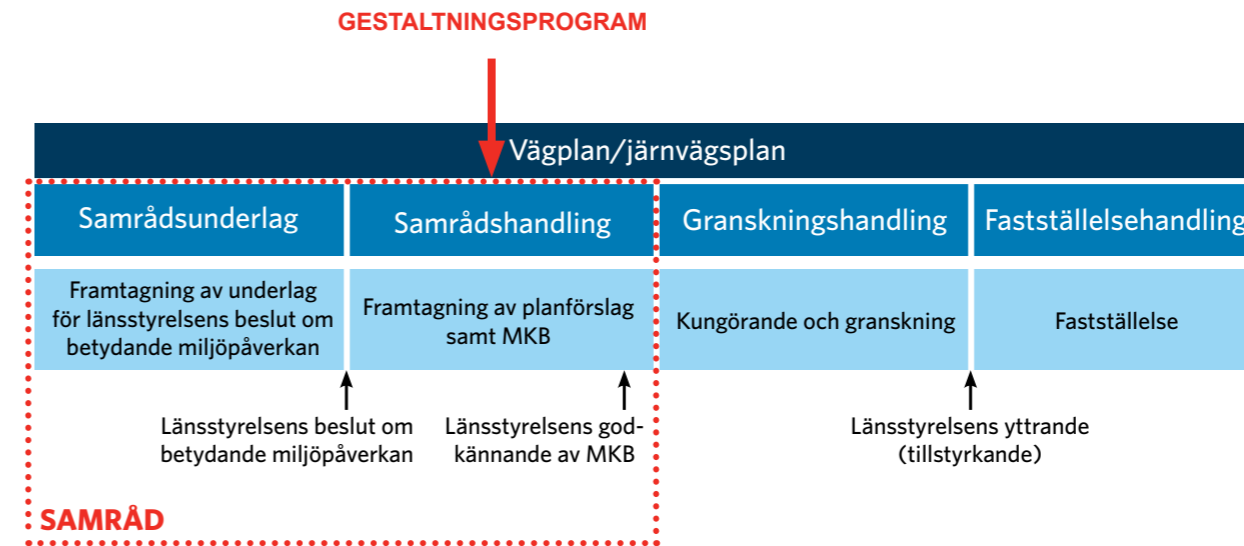 GESTALTNINGSPROGRAM
Vägplan/järnvägsplan
Samrådsunderlag
Samrådshandling
Granskningshandling
Fastställelsehandling
Framtagning av underlag
för länsstyrelsens beslut om
betydande miljöpåverkan
Framtagning av planförslag
samt MKB
Kungörande och granskning
Fastställelse
Länsstyrelsens beslut om
betydande miljöpåverkan
Länsstyrelsens god-
kännande av MKB
Länsstyrelsens yttrande
(tillstyrkande)
SAMRÅD